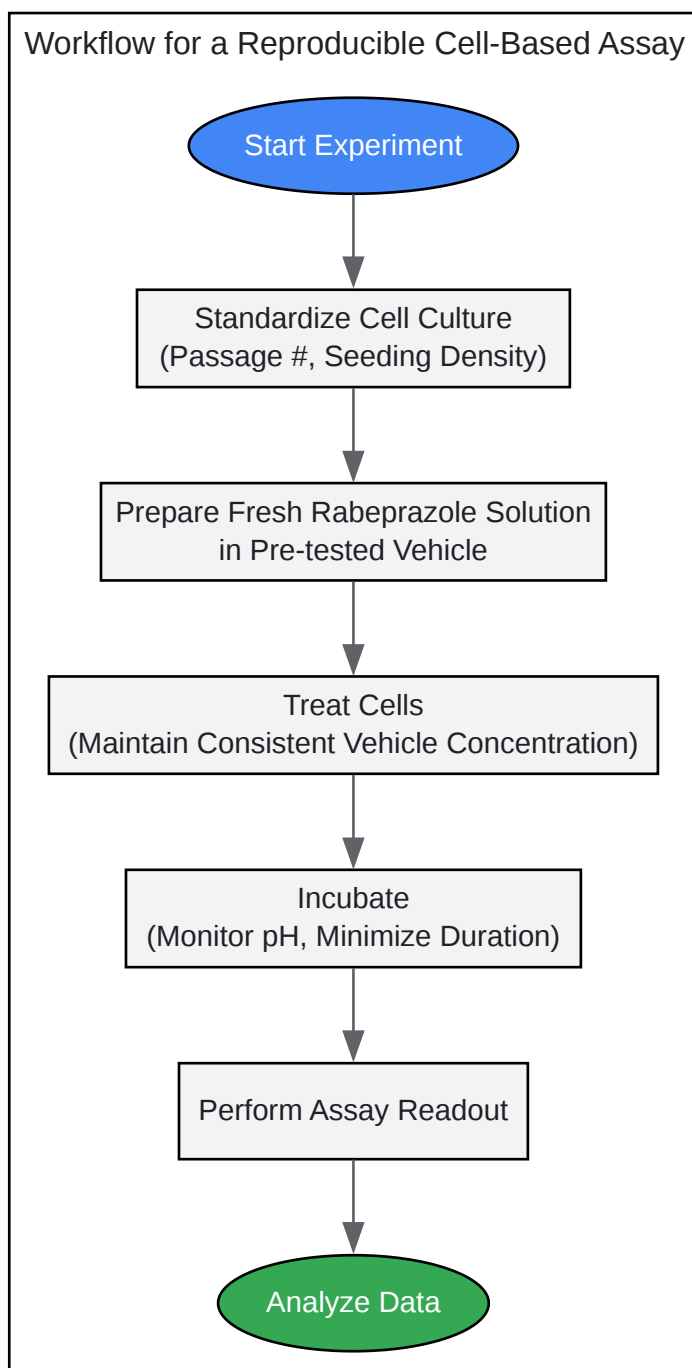 Workflow for a Reproducible Cell-Based Assay
Start Experiment
Standardize Cell Culture
(Passage #, Seeding Density)
Prepare Fresh Rabeprazole Solution
in Pre-tested Vehicle
Treat Cells
(Maintain Consistent Vehicle Concentration)
Incubate
(Monitor pH, Minimize Duration)
Perform Assay Readout
Analyze Data